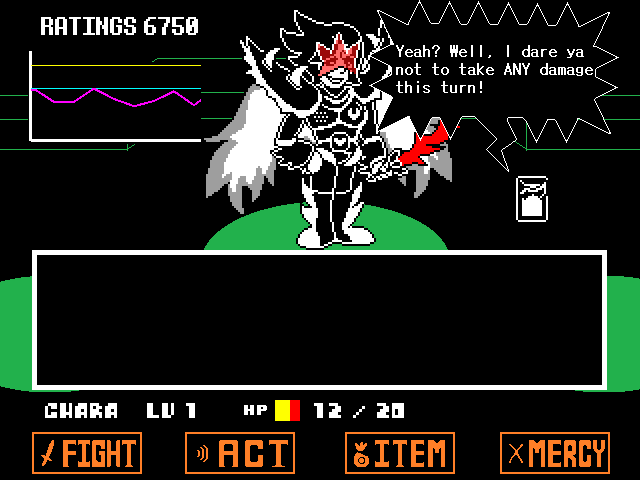 RATINGS 6750
Yeah? Well, I dare ya
not to take ANY damage
this turn!
CHARA LV 1 HP 12 / 20
FIGHT ACT ITEM MERCY